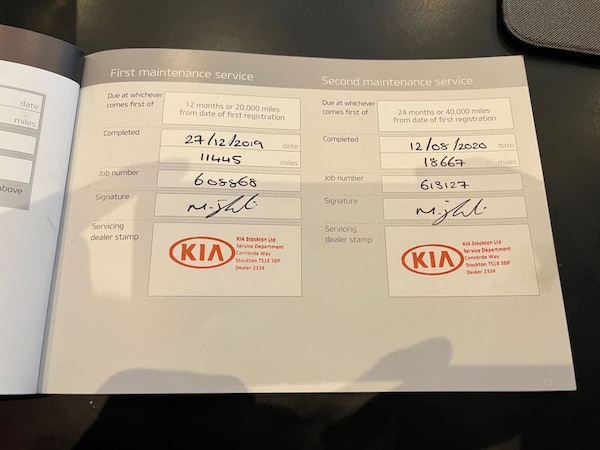 First maintenance service
Due at whichever
comes first of
12 months or 20,000 miles
from date of first registration
Completed
27/12/2019 date
11445 miles
Job number
608868
Signature
Servicing
dealer stamp
KIA
KIA Stockton Ltd
Service Department
Concorde Way
Stockton TS18 3BP
Dealer 2334
Second maintenance service
Due at whichever
comes first of
24 months or 40,000 miles
from date of first registration
Completed
12/08/2020 date
18667 miles
Job number
613127
Signature
Servicing
dealer stamp
KIA
KIA Stockton Ltd
Service Department
Concorde Way
Stockton TS18 3BP
Dealer 2334
date
miles
above
15